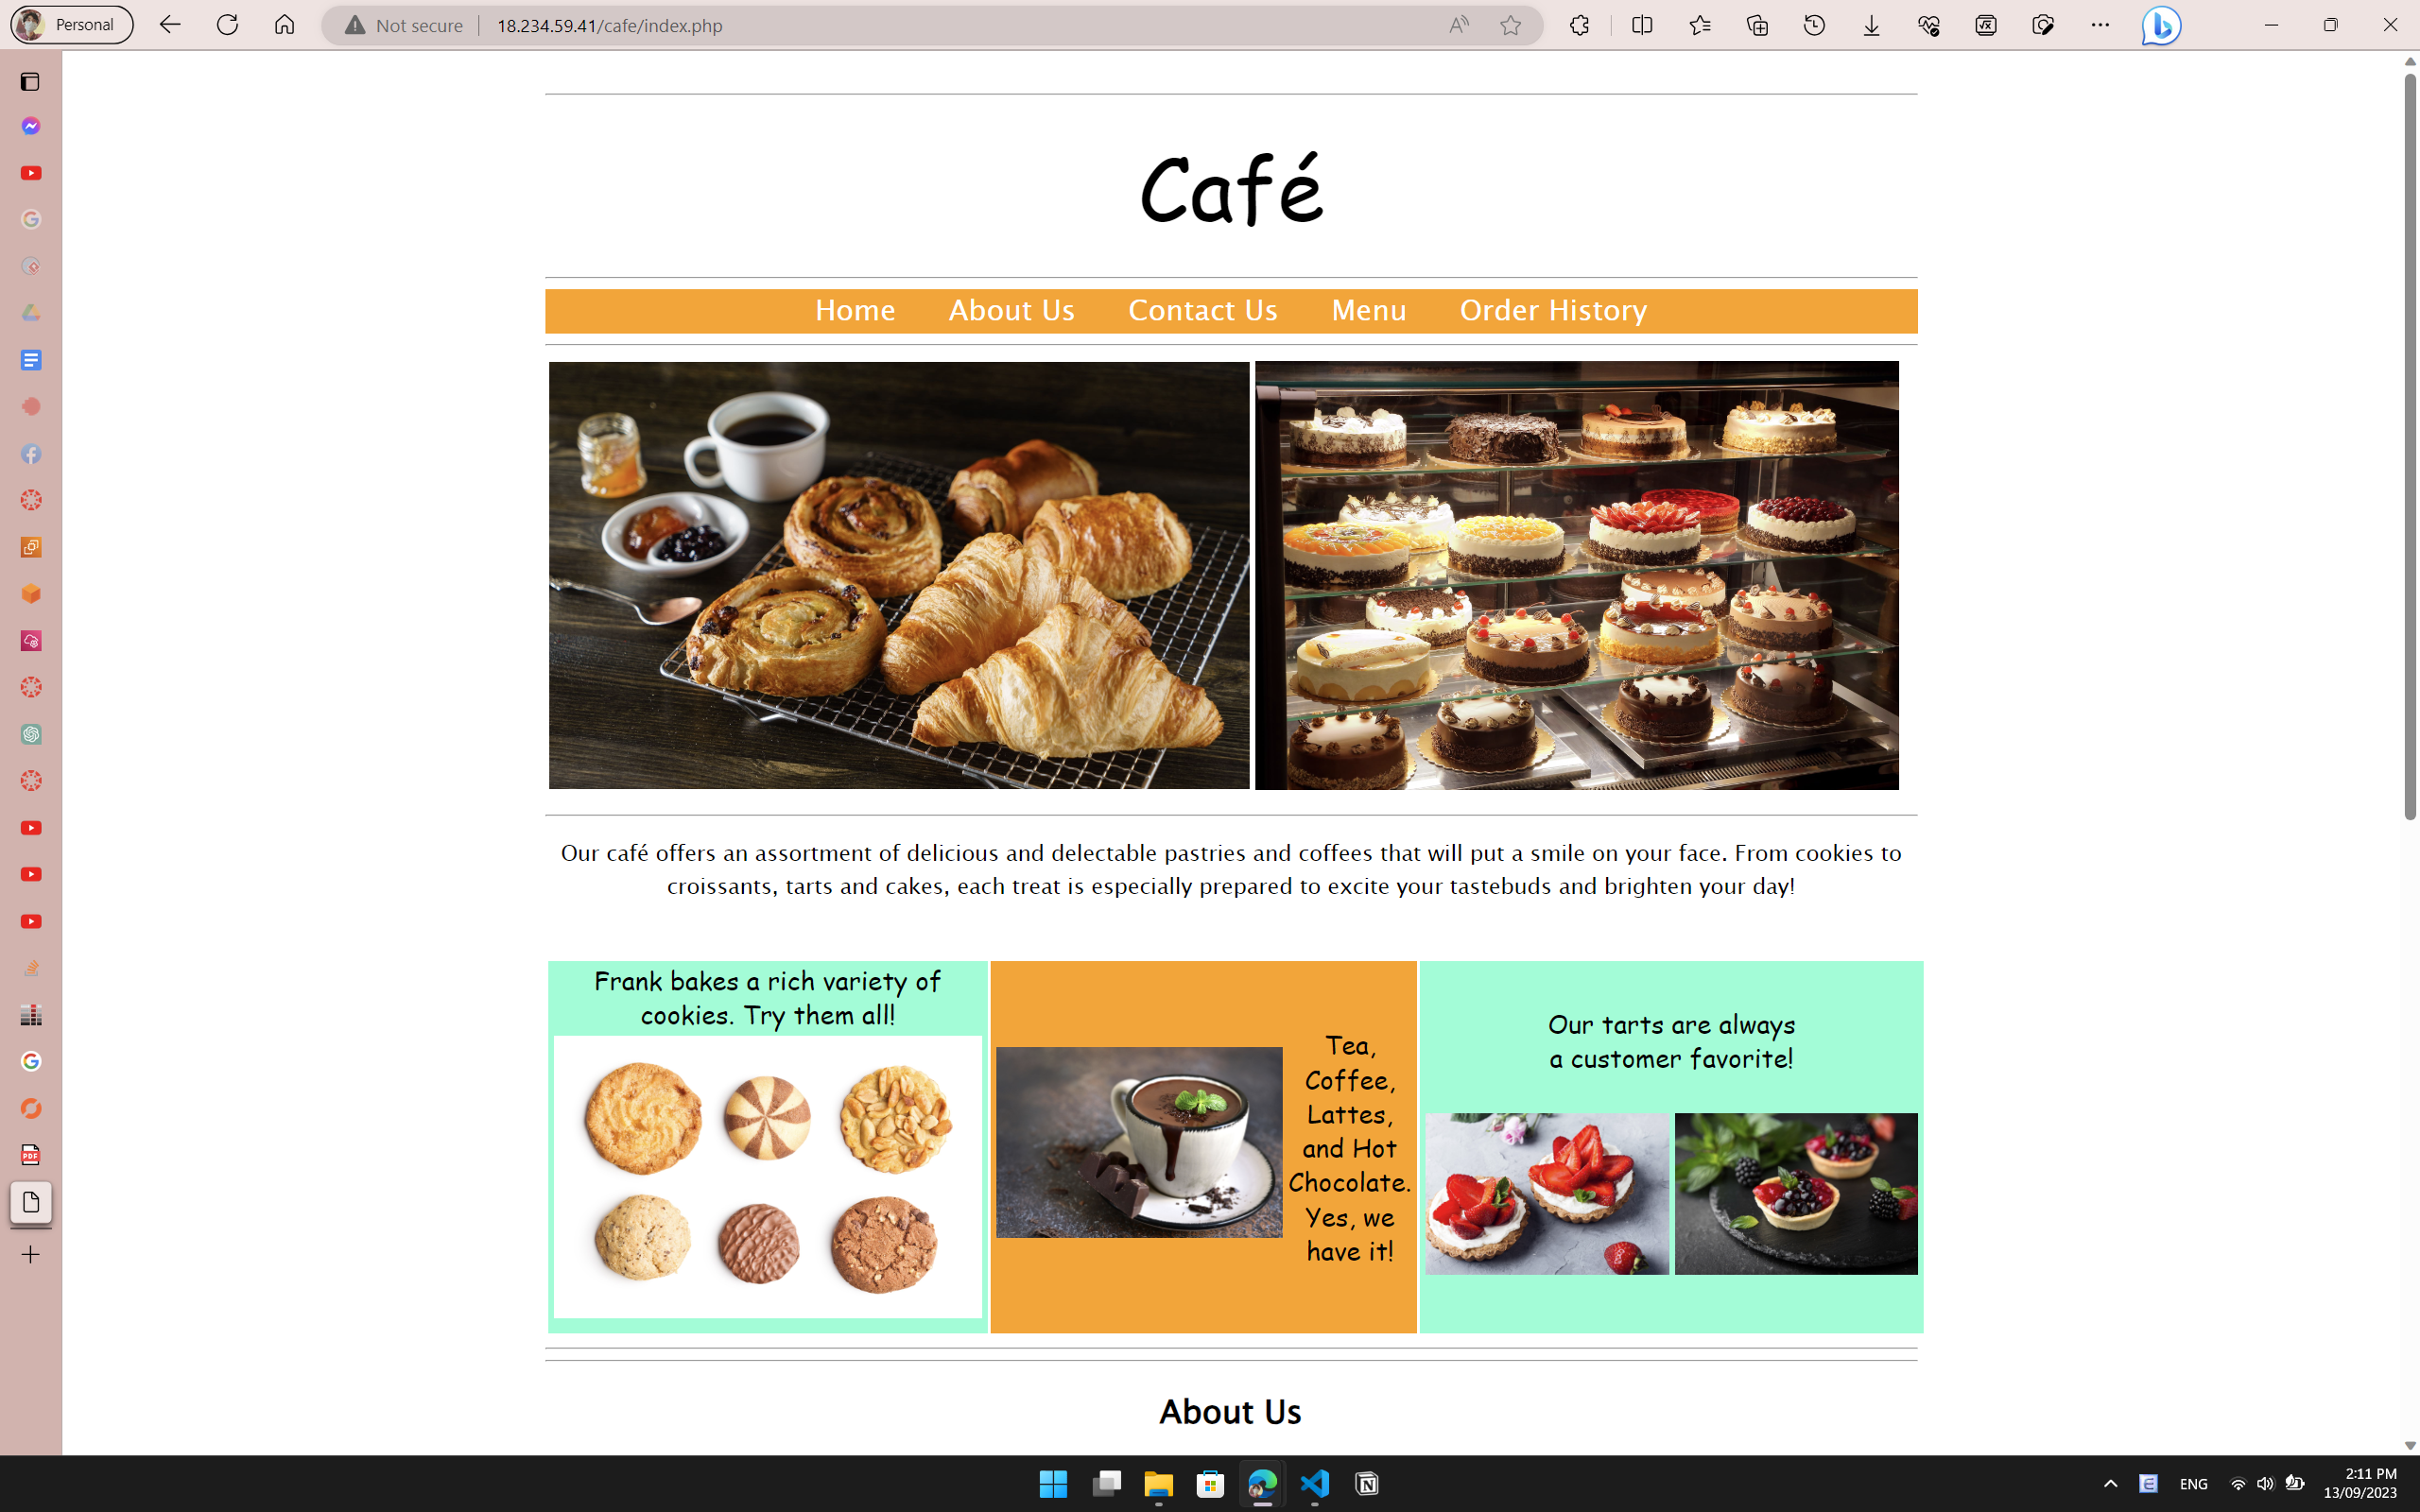 Personal
Not secure
18.234.59.41/cafe/index.php
Café
Home About Us Contact Us Menu Order History
Our café offers an assortment of delicious and delectable pastries and coffees that will put a smile on your face. From cookies to
croissants, tarts and cakes, each treat is especially prepared to excite your tastebuds and brighten your day!
Frank bakes a rich variety of
cookies. Try them all!
Tea,
Coffee,
Lattes,
and Hot
Chocolate.
Yes, we
have it!
Our tarts are always
a customer favorite!
About Us
ENG
2:11 PM
13/09/2023